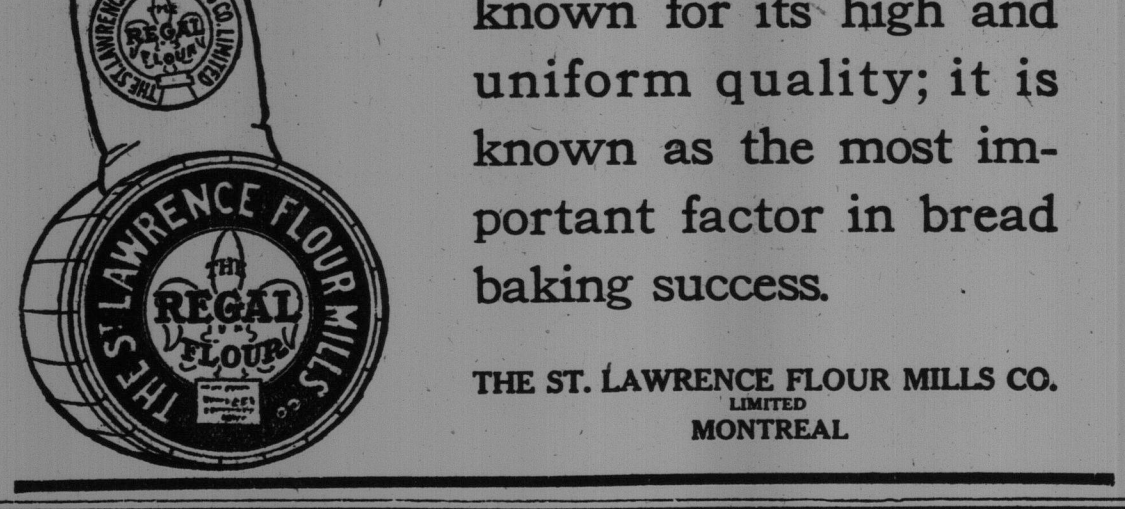 THE ST. LAWRENCE
CO. LIMITED
THE
REGAL
FLOUR
known for its high and
uniform quality; it is
known as the most im-
portant factor in bread
baking success.
THE ST. LAWRENCE FLOUR MILLS CO
THE
REGAL
FLOUR
THE ST. LAWRENCE FLOUR MILLS CO.
LIMITED
MONTREAL